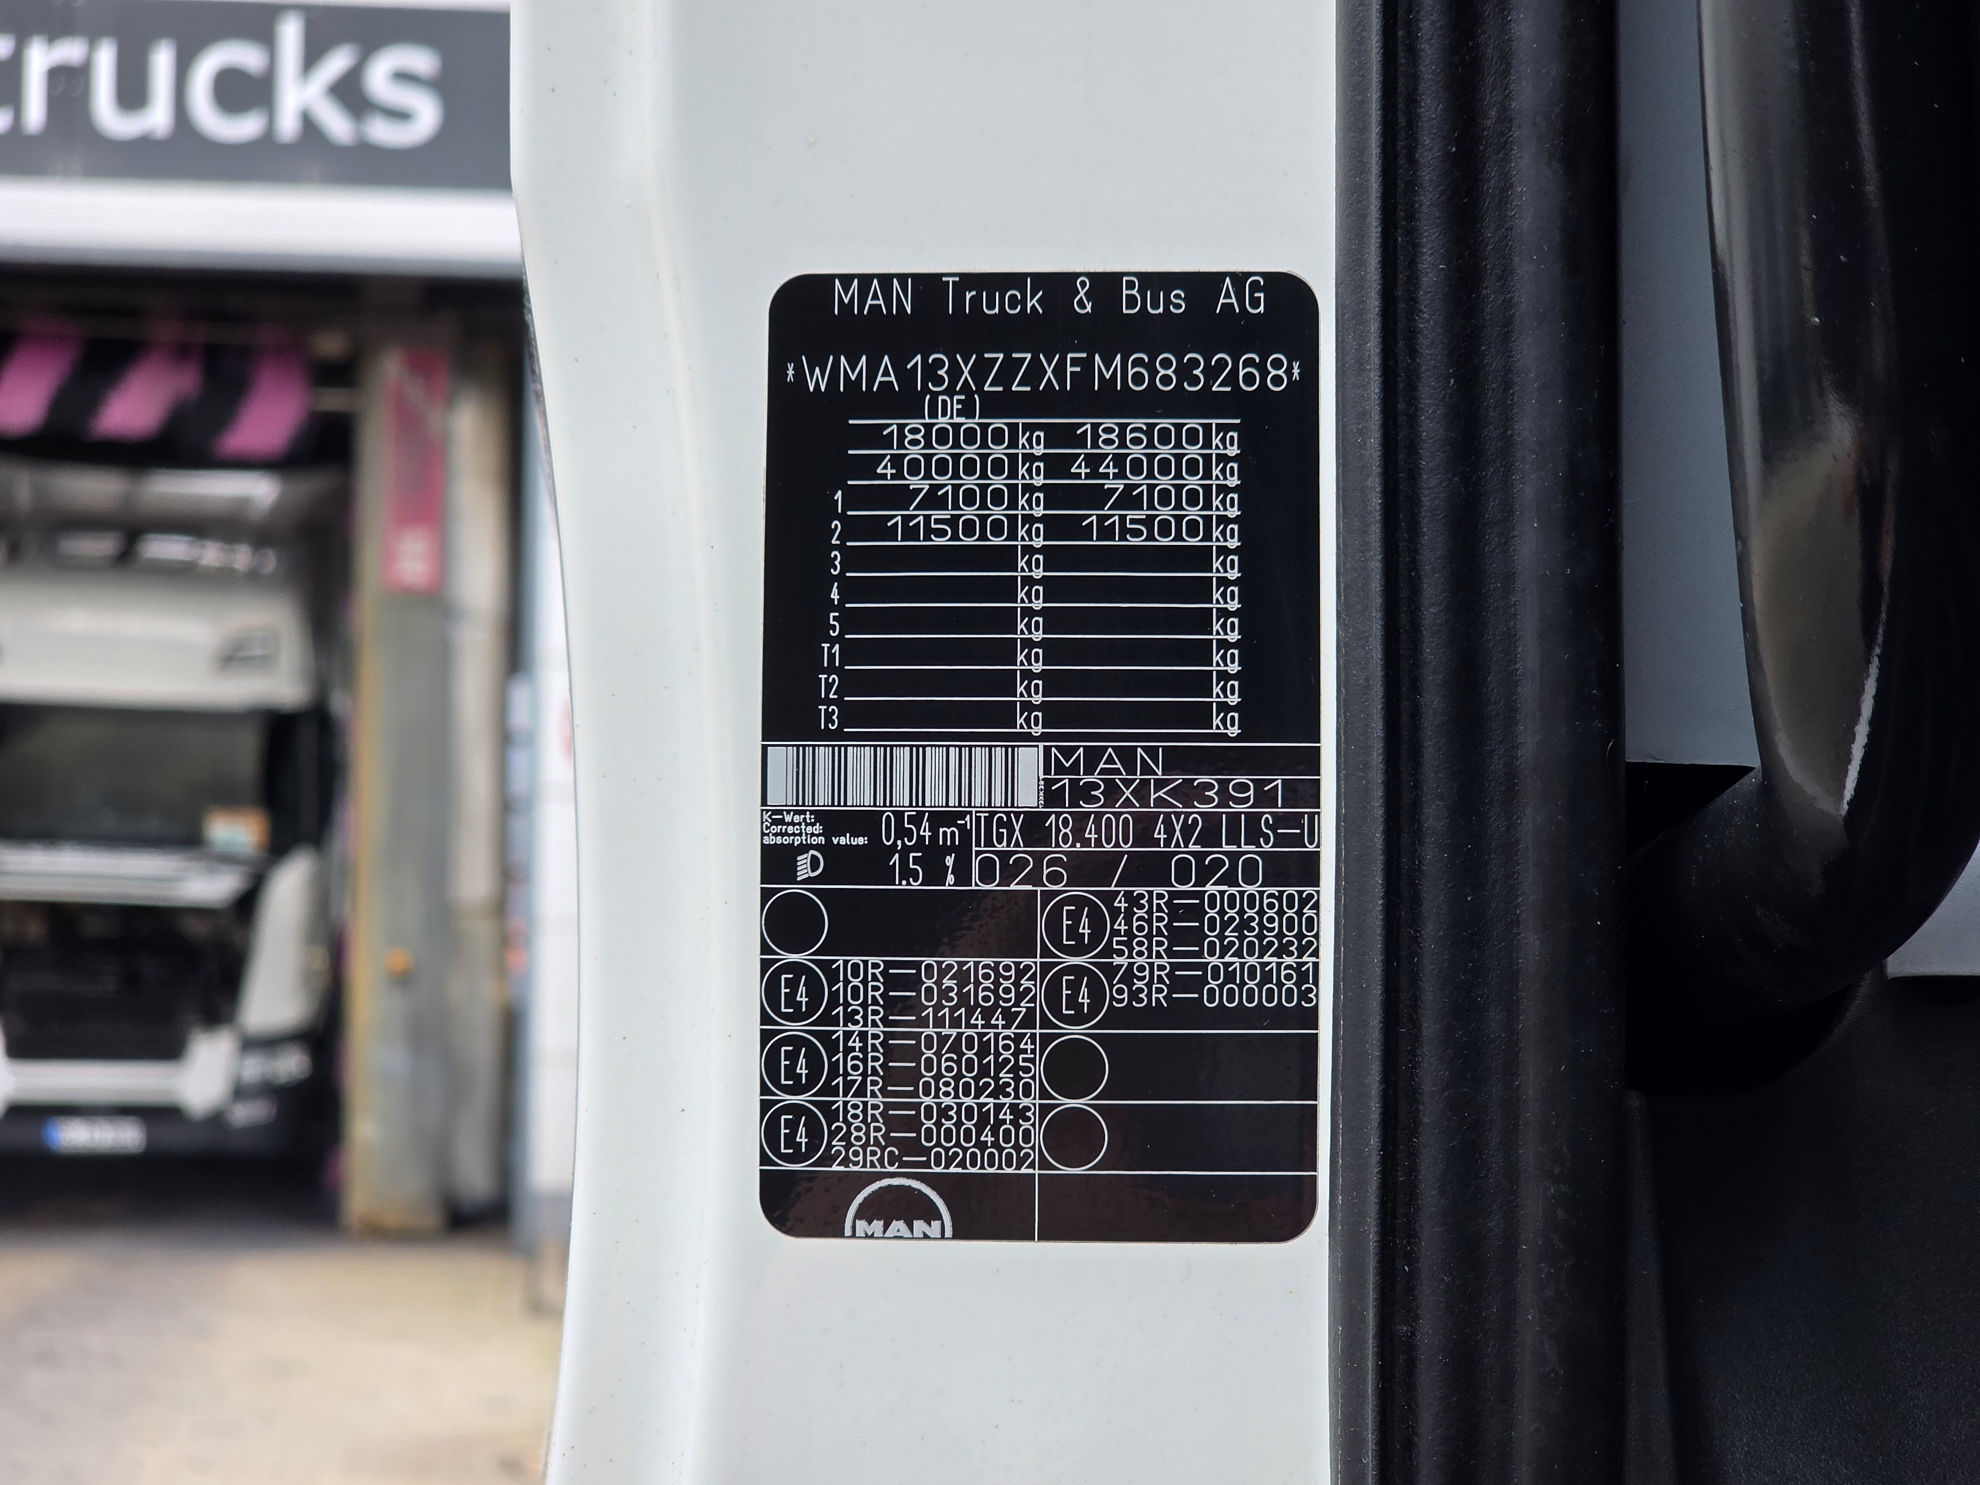 trucks
MAN Truck & Bus AG
*WMA13XZZXFM683268*
(DE)
18000 kg 18600 kg
40000 kg 44000 kg
1 7100 kg 7100 kg
2 11500 kg 11500 kg
3 kg kg
4 kg kg
5 kg kg
T1 kg kg
T2 kg kg
T3 kg kg
MAN
13XK391
K-Wert:
Corrected:
absorption value: 0,54 m⁻¹
TGX 18.400 4X2 LLS-U
1.5 %
026 / 020
E4
43R-000602
46R-023900
58R-020232
E4
10R-021692
10R-031692
13R-111447
E4
79R-010161
93R-000003
E4
14R-070164
16R-060125
17R-080230
E4
18R-030143
28R-000400
29RC-020002
MAN